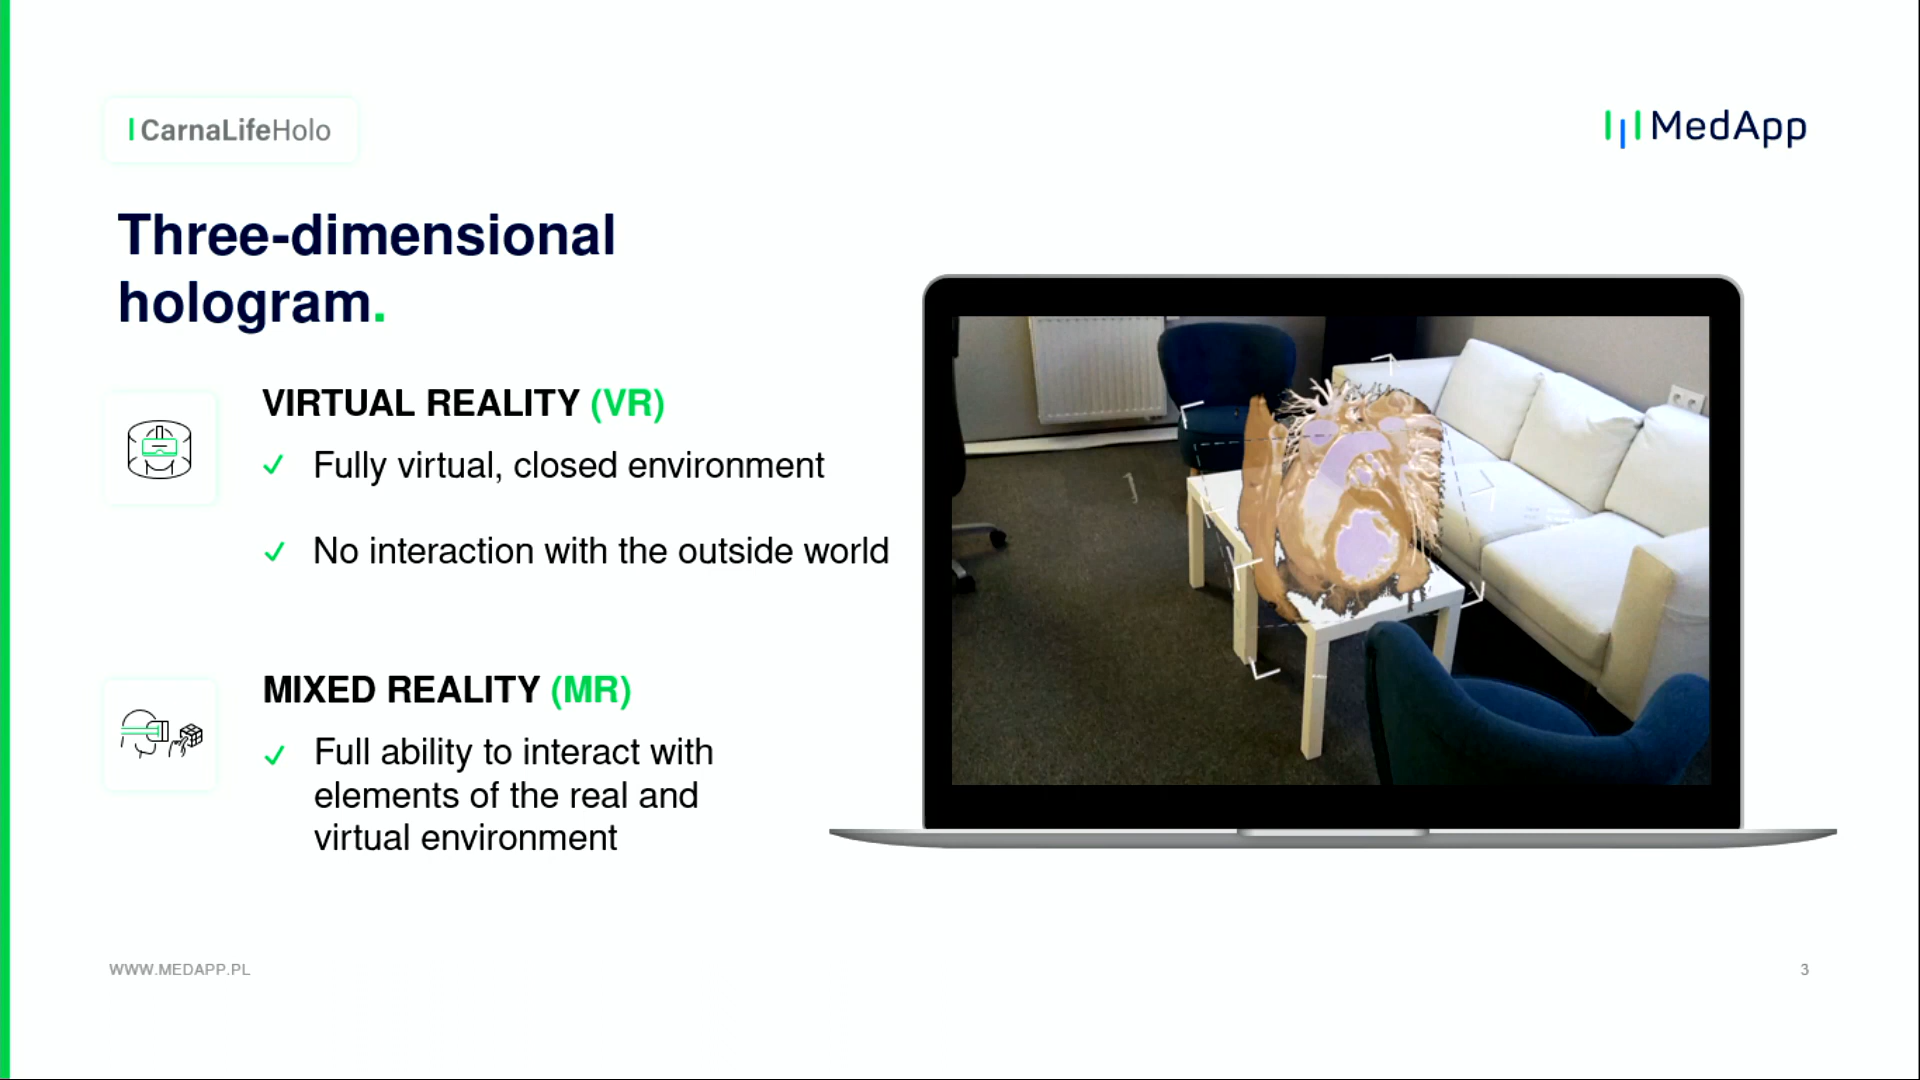 CarnaLifeHolo
MedApp
Three-dimensional
hologram.
VIRTUAL REALITY (VR)
Fully virtual, closed environment
No interaction with the outside world
MIXED REALITY (MR)
Full ability to interact with
elements of the real and
virtual environment
WWW.MEDAPP.PL
3